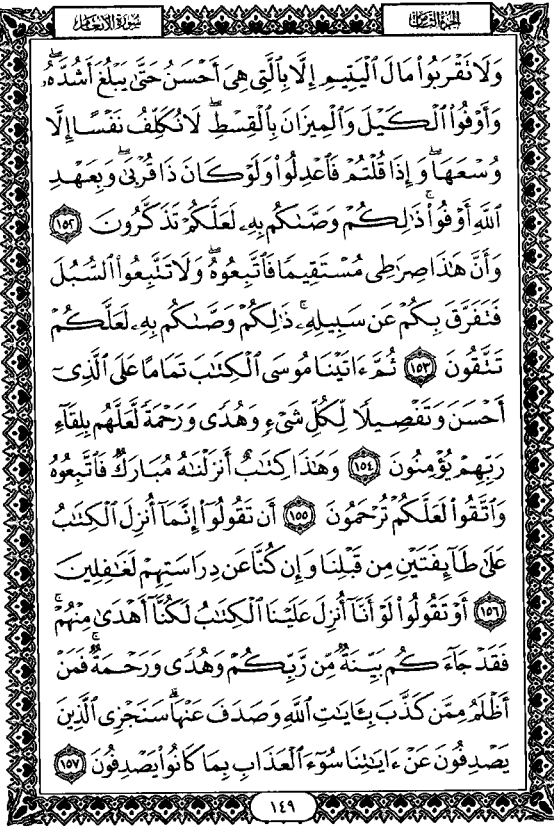 سُورَةُ الأَنْعَامِ
الجُزْءُ الثَّامِنُ
وَلَا تَقْرَبُوا۟ مَالَ ٱلْيَتِيمِ إِلَّا بِٱلَّتِى هِىَ أَحْسَنُ حَتَّىٰ يَبْلُغَ أَشُدَّهُۥۖ
وَأَوْفُوا۟ ٱلْكَيْلَ وَٱلْمِيزَانَ بِٱلْقِسْطِۖ لَا نُكَلِّفُ نَفْسًا إِلَّا
وُسْعَهَاۖ وَإِذَا قُلْتُمْ فَٱعْدِلُوا۟ وَلَوْ كَانَ ذَا قُرْبَىٰۖ وَبِعَهْدِ
ٱللَّهِ أَوْفُوا۟ۚ ذَٰلِكُمْ وَصَّىٰكُم بِهِۦ لَعَلَّكُمْ تَذَكَّرُونَ ١٥٢
وَأَنَّ هَٰذَا صِرَٰطِى مُسْتَقِيمًا فَٱتَّبِعُوهُۖ وَلَا تَتَّبِعُوا۟ ٱلسُّبُلَ
فَتَفَرَّقَ بِكُمْ عَن سَبِيلِهِۦۚ ذَٰلِكُمْ وَصَّىٰكُم بِهِۦ لَعَلَّكُمْ
تَتَّقُونَ ١٥٣ ثُمَّ ءَاتَيْنَا مُوسَى ٱلْكِتَٰبَ تَمَامًا عَلَى ٱلَّذِىٓ
أَحْسَنَ وَتَفْصِيلًا لِّكُلِّ شَىْءٍ وَهُدًى وَرَحْمَةً لَّعَلَّهُم بِلِقَآءِ
رَبِّهِمْ يُؤْمِنُونَ ١٥٤ وَهَٰذَا كِتَٰبٌ أَنزَلْنَٰهُ مُبَارَكٌ فَٱتَّبِعُوهُ
وَٱتَّقُوا۟ لَعَلَّكُمْ تُرْحَمُونَ ١٥٥ أَن تَقُولُوٓا۟ إِنَّمَآ أُنزِلَ ٱلْكِتَٰبُ
عَلَىٰ طَآئِفَتَيْنِ مِن قَبْلِنَا وَإِن كُنَّا عَن دِرَاسَتِهِمْ لَغَٰفِلِينَ
١٥٦ أَوْ تَقُولُوا۟ لَوْ أَنَّآ أُنزِلَ عَلَيْنَا ٱلْكِتَٰبُ لَكُنَّآ أَهْدَىٰ مِنْهُمْۚ
فَقَدْ جَآءَكُم بَيِّنَةٌ مِّن رَّبِّكُمْ وَهُدًى وَرَحْمَةٌۚ فَمَنْ
أَظْلَمُ مِمَّن كَذَّبَ بِـَٔايَٰتِ ٱللَّهِ وَصَدَفَ عَنْهَاۗ سَنَجْزِى ٱلَّذِينَ
يَصْدِفُونَ عَنْ ءَايَٰتِنَا سُوٓءَ ٱلْعَذَابِ بِمَا كَانُوا۟ يَصْدِفُونَ ١٥٧
١٤٩